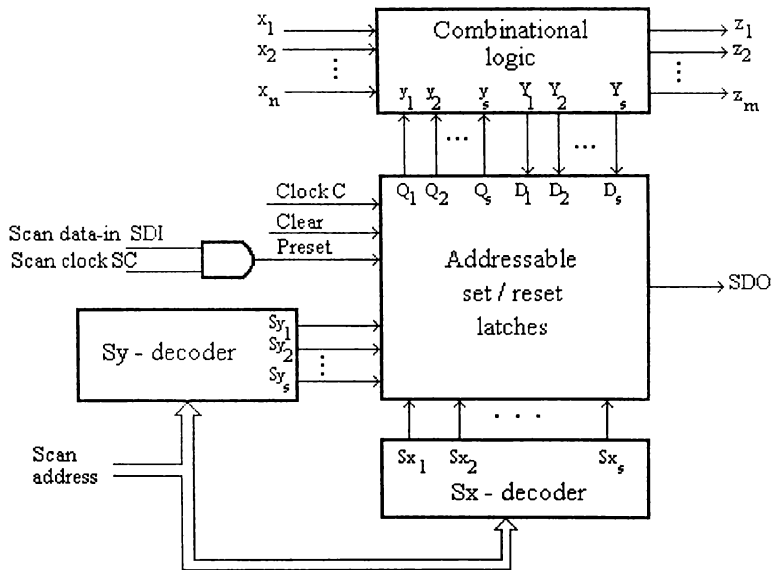 x1
x2
⋮
xn
Combinational
logic
y1 y2 ys Y1 Y2 Ys
z1
z2
⋮
zm
... ...
Q1 Q2 Qs D1 D2 Ds
Clock C
Clear
Preset
Scan data-in SDI
Scan clock SC
Addressable
set / reset
latches
SDO
Sy - decoder
Sy1
Sy2
⋮
Sys
. . .
Scan
address
Sx1 Sx2 Sxs
Sx - decoder